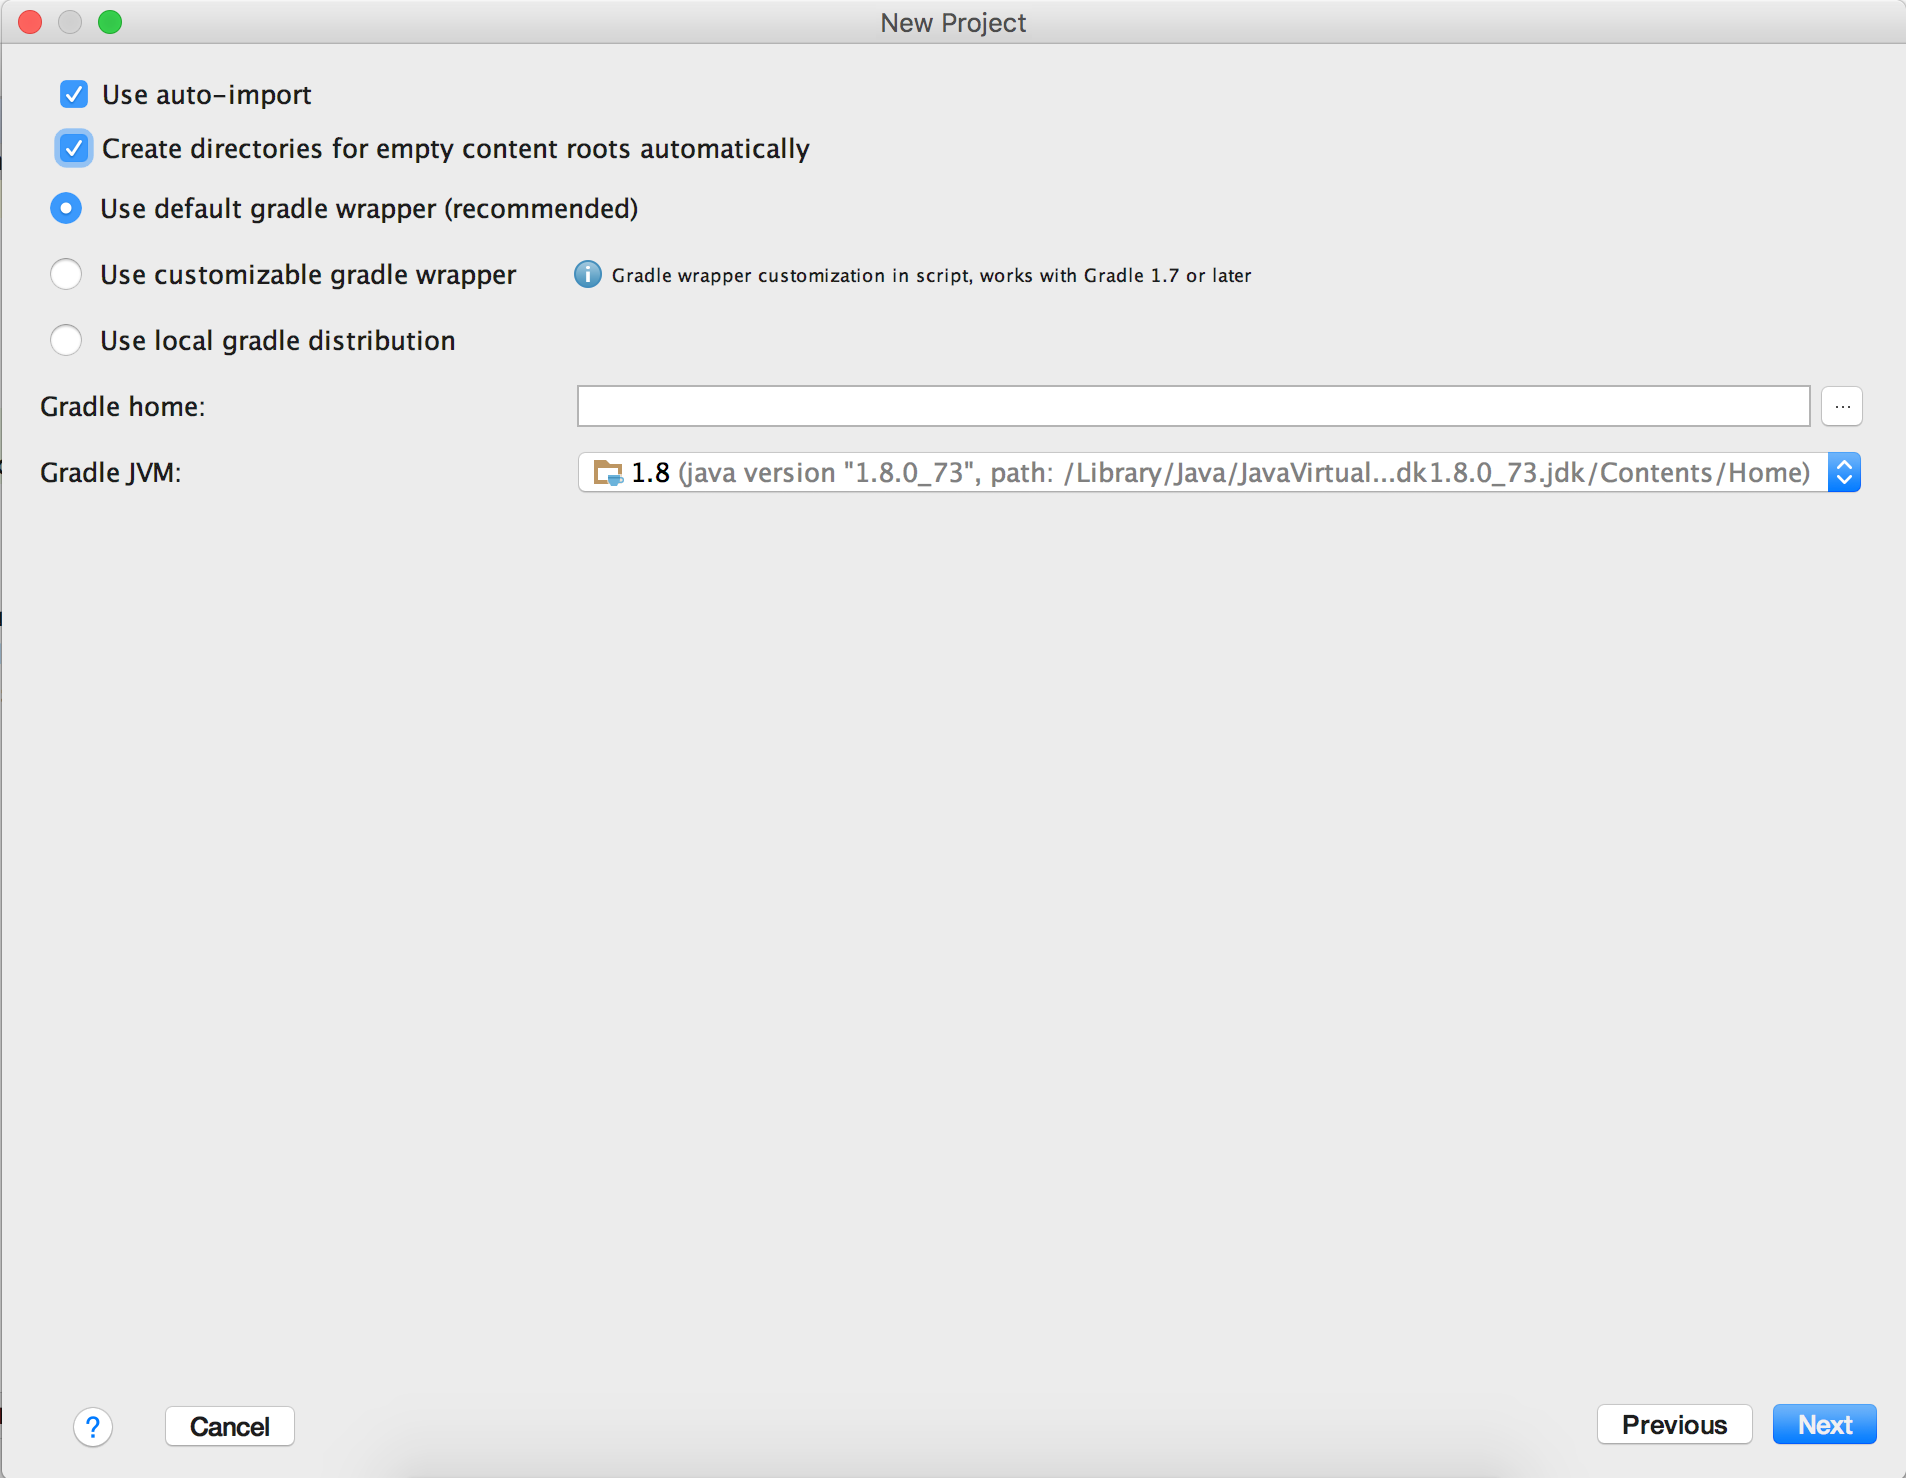 New Project
Use auto-import
Create directories for empty content roots automatically
Use default gradle wrapper (recommended)
Use customizable gradle wrapper
Gradle wrapper customization in script, works with Gradle 1.7 or later
Use local gradle distribution
Gradle home:
...
Gradle JVM:
1.8 (java version "1.8.0_73", path: /Library/Java/JavaVirtual...dk1.8.0_73.jdk/Contents/Home)
?
Cancel
Previous
Next